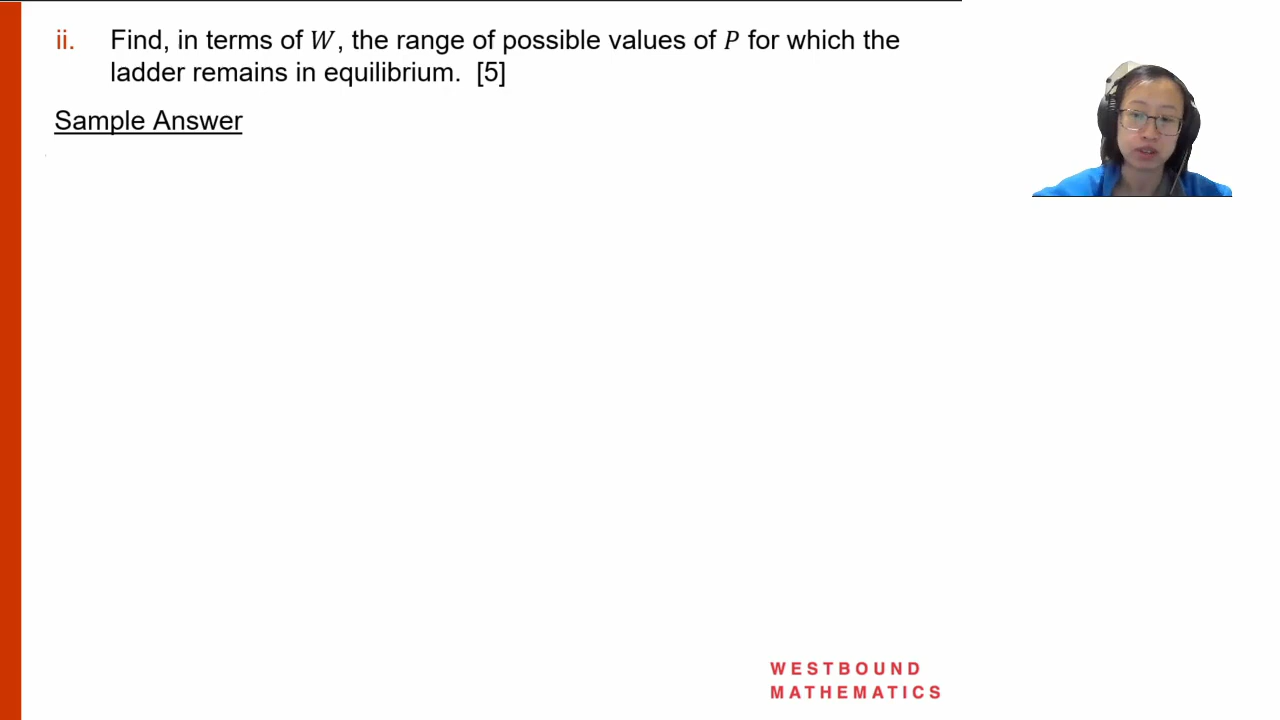 ii. Find, in terms of W, the range of possible values of P for which the
ladder remains in equilibrium. [5]
Sample Answer
WESTBOUND
MATHEMATICS